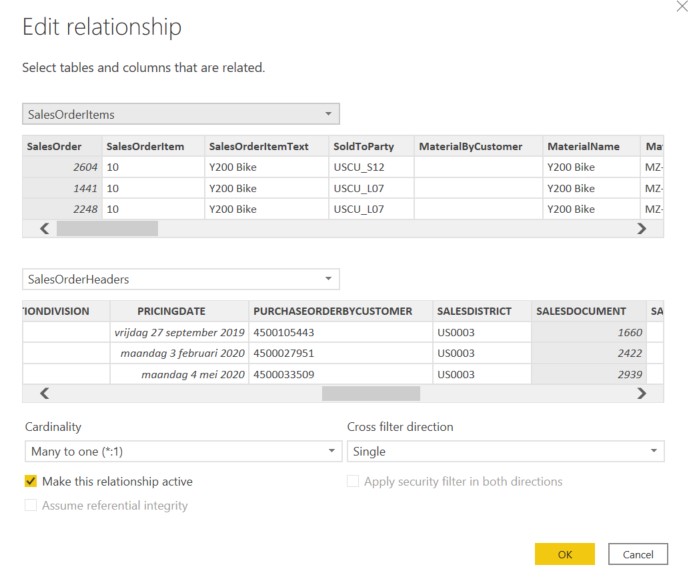 Edit relationship
Select tables and columns that are related.
SalesOrderItems
SalesOrder SalesOrderItem SalesOrderItemText SoldToParty MaterialByCustomer MaterialName Ma
2604 10 Y200 Bike USCU_S12 Y200 Bike MZ-
1441 10 Y200 Bike USCU_L07 Y200 Bike MZ-
2248 10 Y200 Bike USCU_L07 Y200 Bike MZ-
SalesOrderHeaders
TIONDIVISION PRICINGDATE PURCHASEORDERBYCUSTOMER SALESDISTRICT SALESDOCUMENT SA
vrijdag 27 september 2019 4500105443 US0003 1660
maandag 3 februari 2020 4500027951 US0003 2422
maandag 4 mei 2020 4500033509 US0003 2939
Cardinality Cross filter direction
Many to one (*:1) Single
Make this relationship active Apply security filter in both directions
Assume referential integrity
OK Cancel